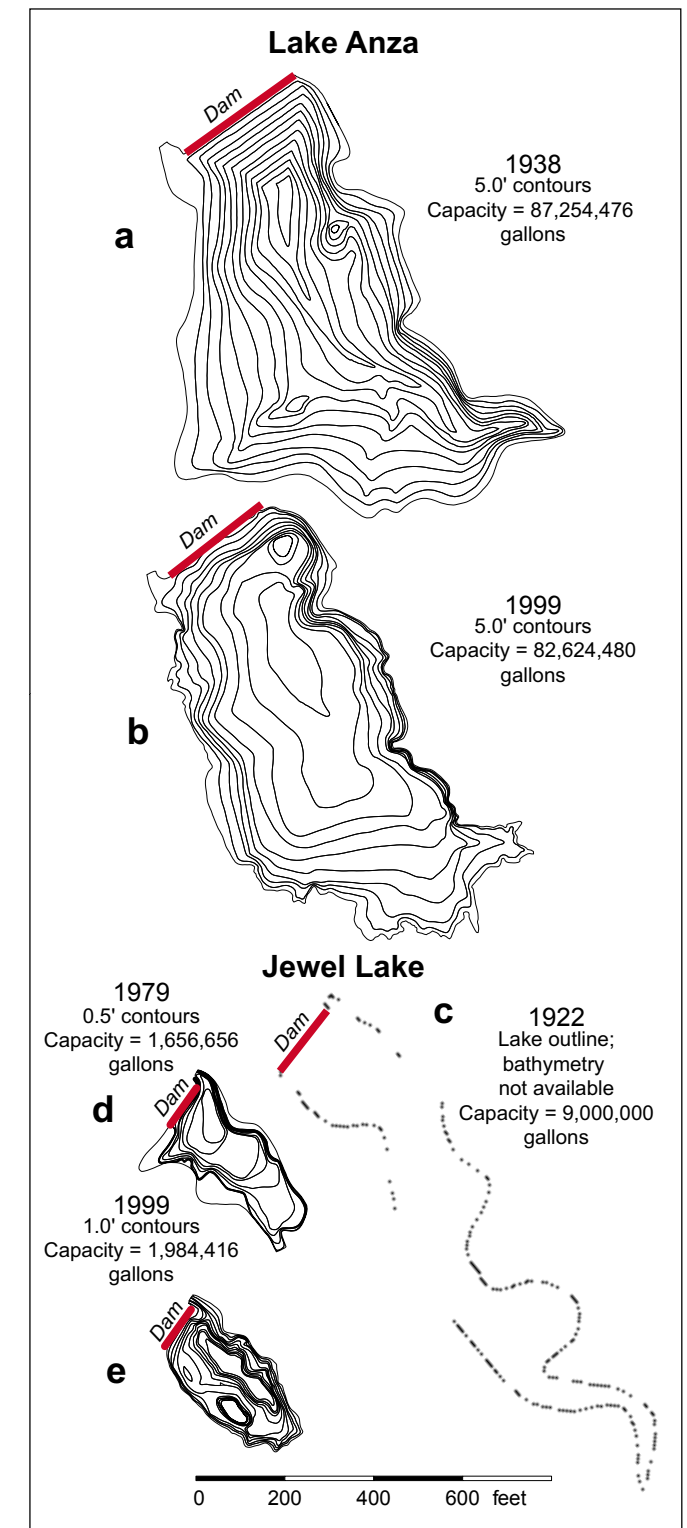 Lake Anza
Dam
1938
5.0' contours
Capacity = 87,254,476
gallons
a
Dam
1999
5.0' contours
Capacity = 82,624,480
gallons
b
Jewel Lake
1979
0.5' contours
Capacity = 1,656,656
gallons
Dam
d
Dam
c
1922
Lake outline;
bathymetry
not available
Capacity = 9,000,000
gallons
1999
1.0' contours
Capacity = 1,984,416
gallons
Dam
e
0 200 400 600 feet